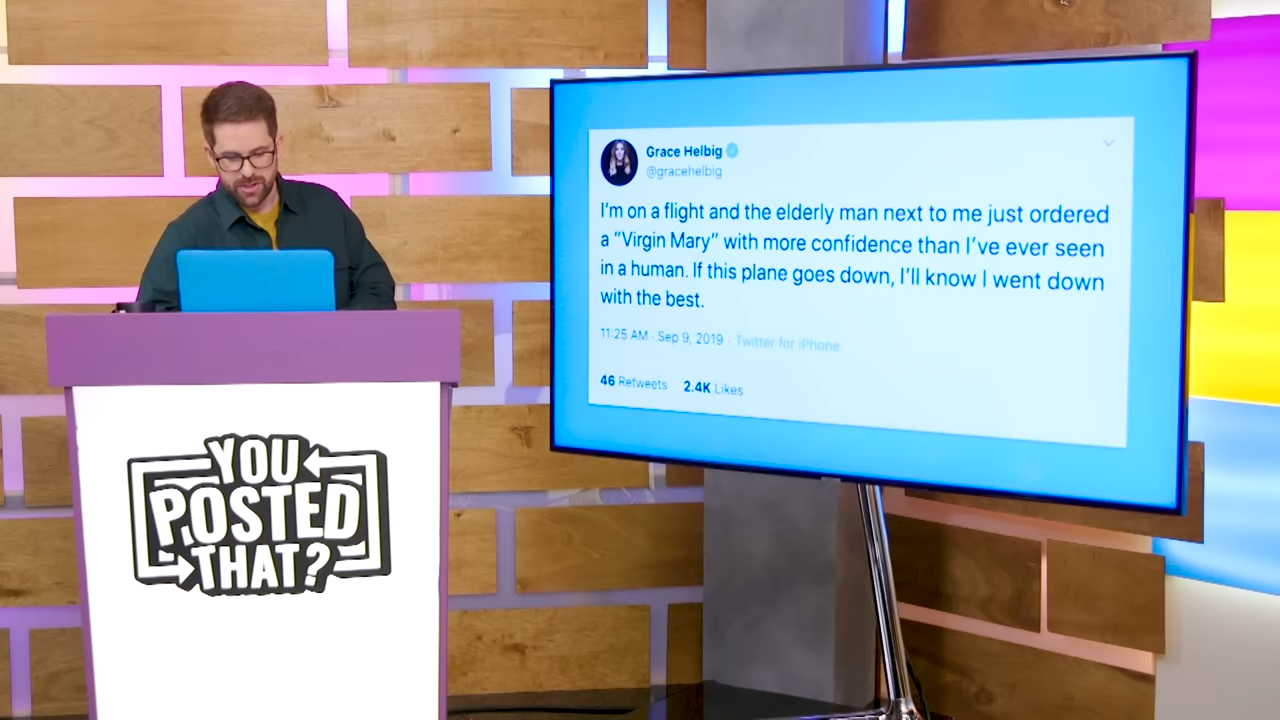 Grace Helbig
@gracehelbig
I'm on a flight and the elderly man next to me just ordered
a “Virgin Mary” with more confidence than I've ever seen
in a human. If this plane goes down, I'll know I went down
with the best.
11:25 AM · Sep 9, 2019 · Twitter for iPhone
46 Retweets 2.4K Likes
YOU
POSTED
THAT?